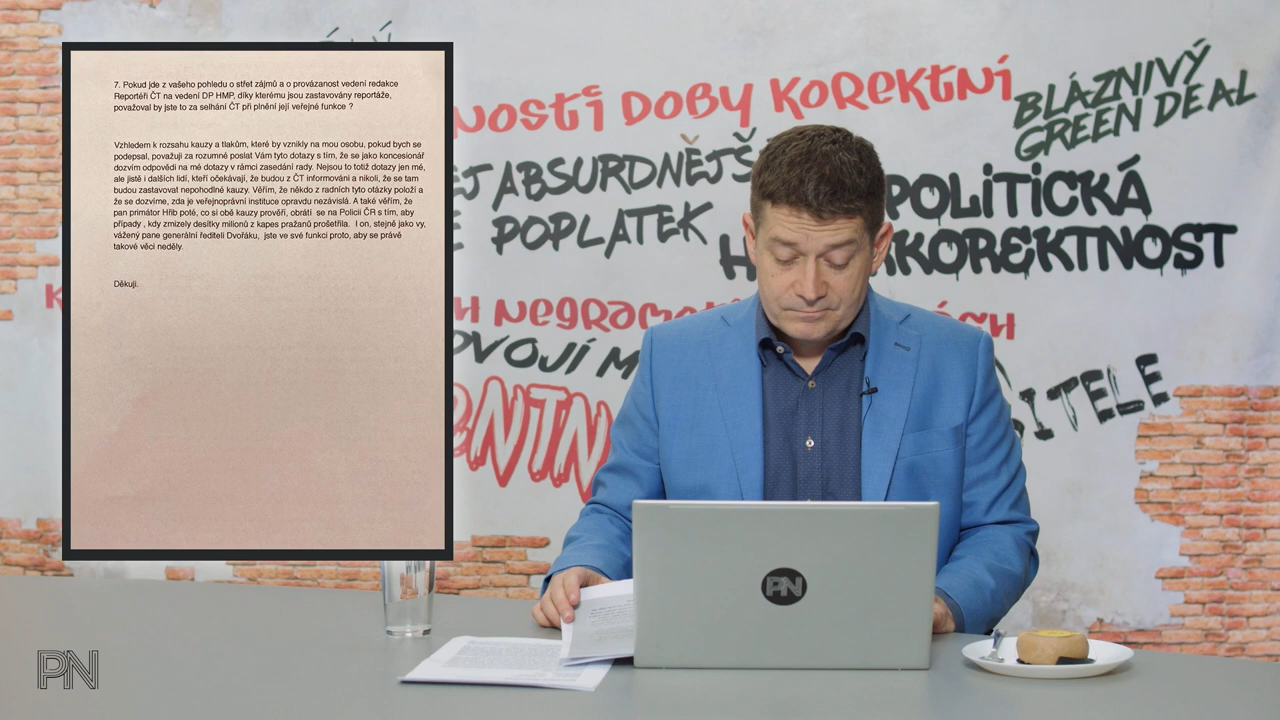 7. Pokud jde z vašeho pohledu o střet zájmů a o provázanost vedení redakce
Reportéři ČT na vedení DP HMP, díky kterému jsou zastavovány reportáže,
považoval by jste to za selhání ČT při plnění její veřejné funkce ?
Vzhledem k rozsahu kauzy a tlakům, které by vznikly na mou osobu, pokud bych se
podepsal, považuji za rozumné poslat Vám tyto dotazy s tím, že se jako koncesionář
dozvím odpovědi na mé dotazy v rámci zasedání rady. Nejsou to totiž dotazy jen mé,
ale jistě i dalších lidí, kteří očekávají, že budou z ČT informováni a nikoli, že se tam
budou zastavovat nepohodlné kauzy. Věřím, že někdo z radních tyto otázky položí a
že se dozvíme, zda je veřejnoprávní instituce opravdu nezávislá. A také věřím, že
pan primátor Hřib poté, co si obě kauzy prověří, obrátí se na Policii ČR s tím, aby
případy , kdy zmizely desítky milionů z kapes pražanů prošetřila. I on, stejně jako vy,
vážený pane generální řediteli Dvořáku, jste ve své funkci proto, aby se právě
takové věci neděly.
Děkuji.
NOSTÍ DOBY KOREKTNÍ
BLÁZNIVÝ
GREEN DEAL
EJ ABSURDNĚJŠ
POPLATEK
POLITICKÁ
KOREKTNOST
H NEGRAMO
DVOJÍ M
ENTN
SITELE
PN
PN